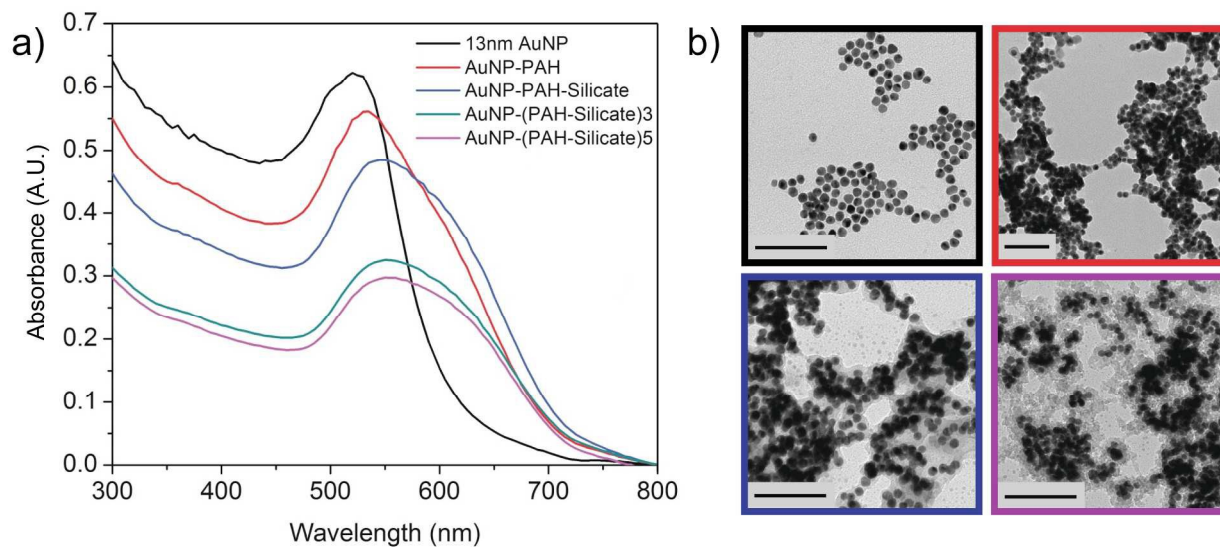 a)
0.7
0.6
0.5
0.4
0.3
0.2
0.1
0.0
Absorbance (A.U.)
13nm AuNP
AuNP-PAH
AuNP-PAH-Silicate
AuNP-(PAH-Silicate)3
AuNP-(PAH-Silicate)5
300 400 500 600 700 800
Wavelength (nm)
b)